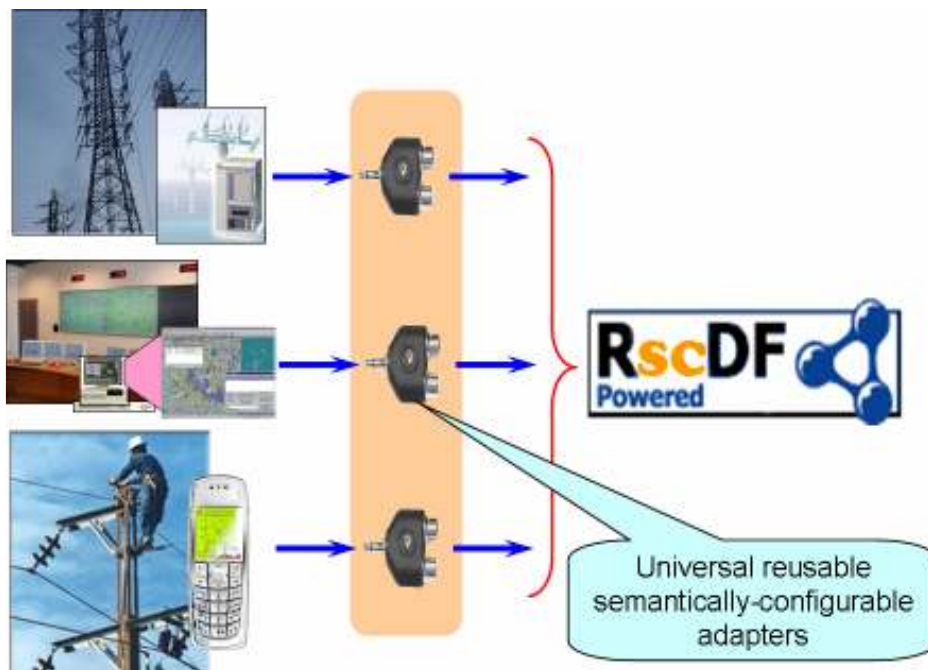 RscDF
Powered
Universal reusable
semantically-configurable
adapters